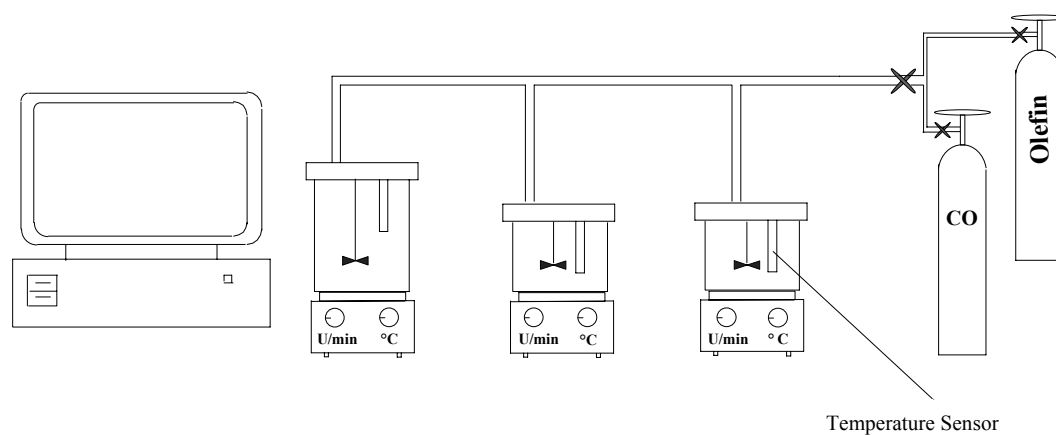 Olefin
CO
U/min °C
U/min °C
U/min ° C
Temperature Sensor